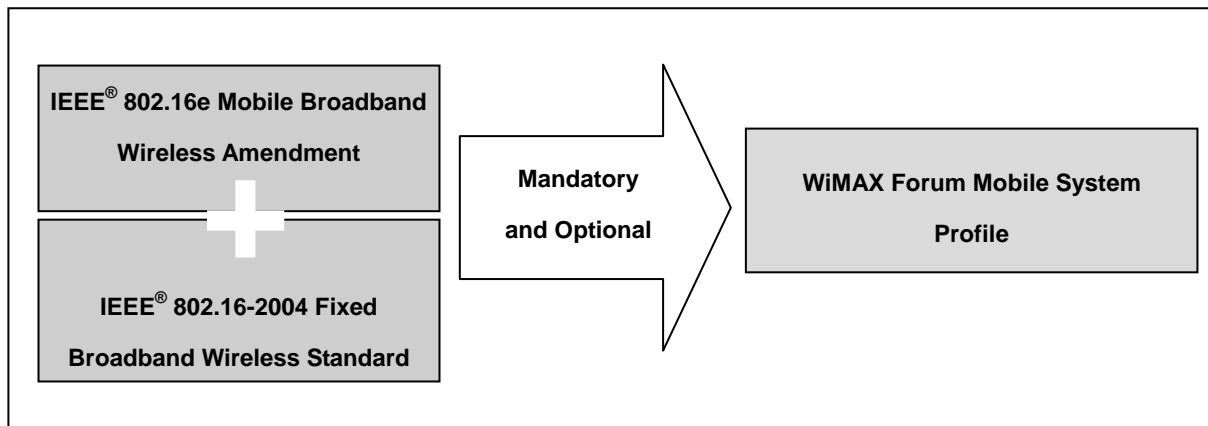 IEEE® 802.16e Mobile Broadband
Wireless Amendment
IEEE® 802.16-2004 Fixed
Broadband Wireless Standard
Mandatory
and Optional
WiMAX Forum Mobile System
Profile